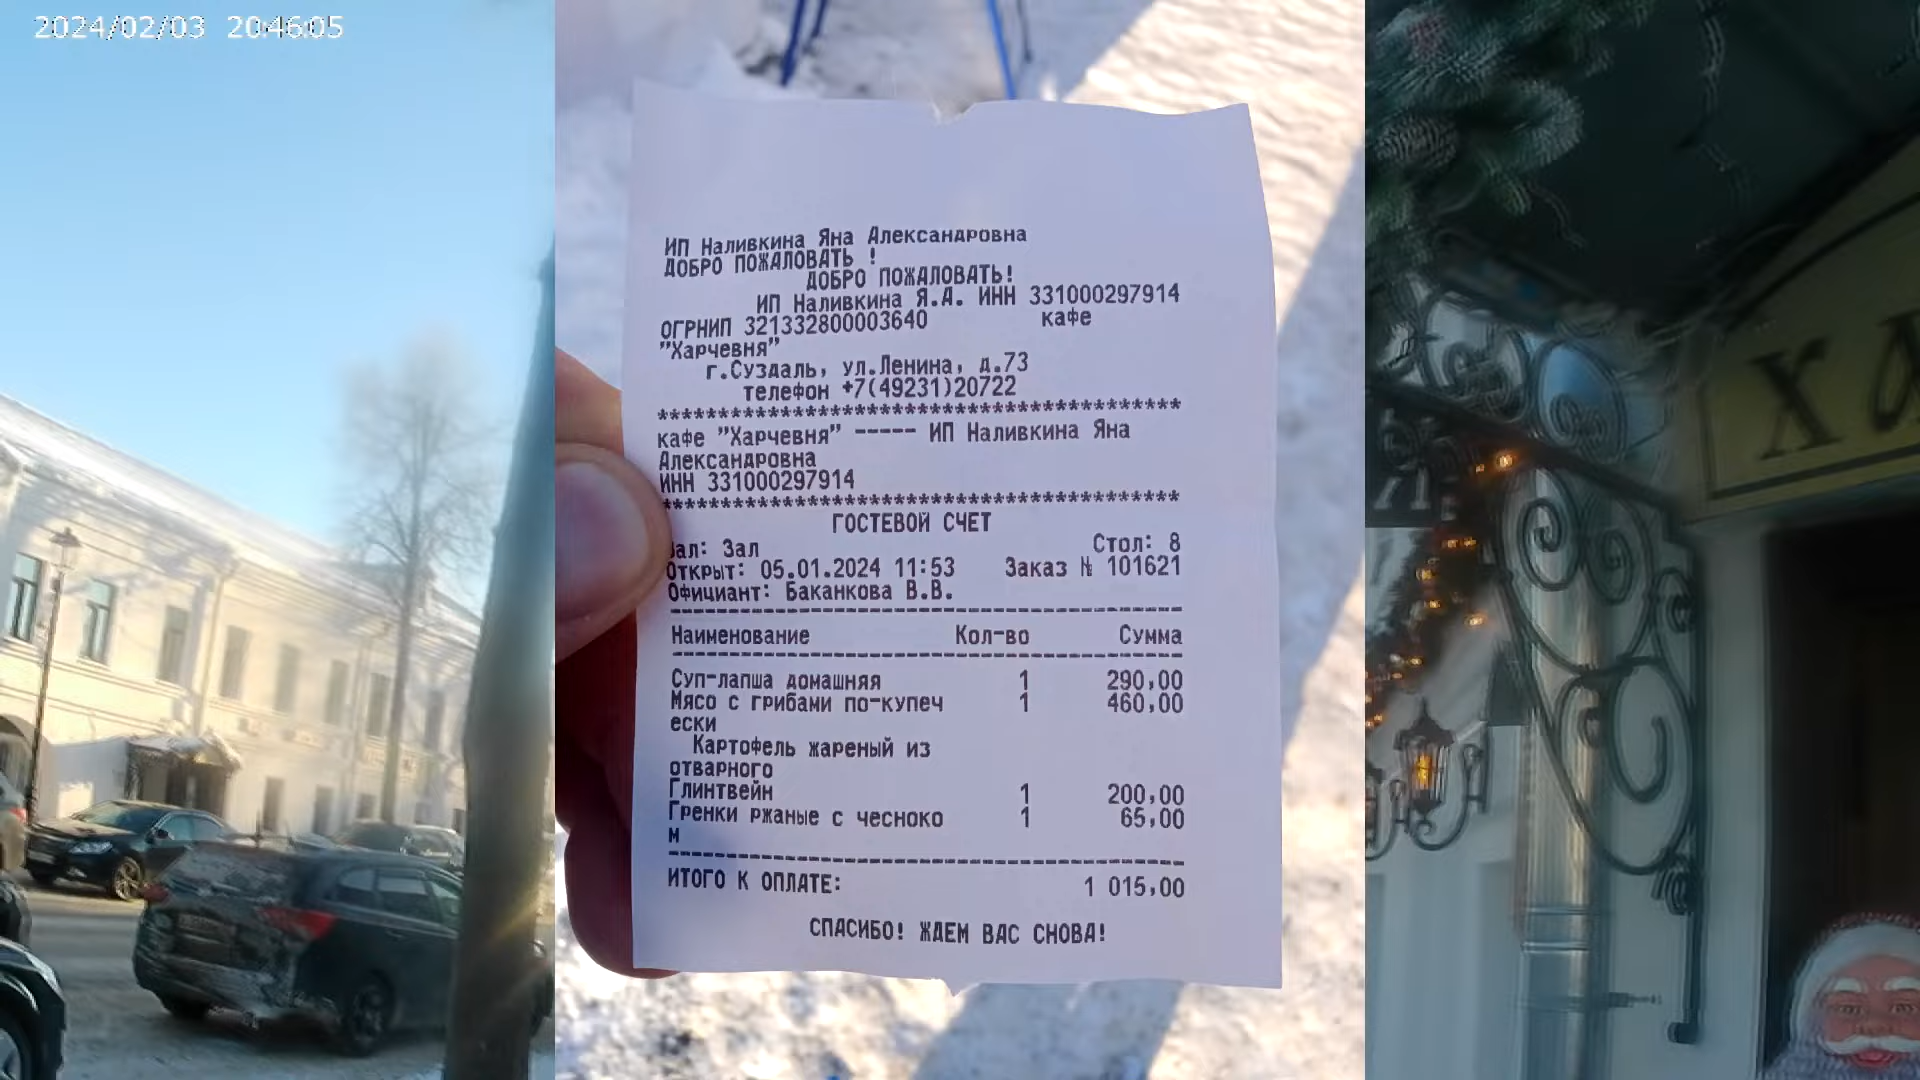 2024/02/03 20:46:05
ИП Наливкина Яна Александровна
ДОБРО ПОЖАЛОВАТЬ !
ДОБРО ПОЖАЛОВАТЬ!
ИП Наливкина Я.А. ИНН 331000297914
ОГРНИП 321332800003640 кафе
"Харчевня"
г.Суздаль, ул.Ленина, д.73
телефон +7(49231)20722
*******************************************
кафе "Харчевня" ----- ИП Наливкина Яна
Александровна
ИНН 331000297914
*******************************************
ГОСТЕВОЙ СЧЕТ
Зал: Зал Стол: 8
Открыт: 05.01.2024 11:53 Заказ № 101621
Официант: Баканкова В.В.
Наименование Кол-во Сумма
Суп-лапша домашняя 1 290,00
Мясо с грибами по-купеч 1 460,00
ески
Картофель жареный из
отварного
Глинтвейн 1 200,00
Гренки ржаные с чесноко 1 65,00
м
ИТОГО К ОПЛАТЕ: 1 015,00
СПАСИБО! ЖДЕМ ВАС СНОВА!
ХА